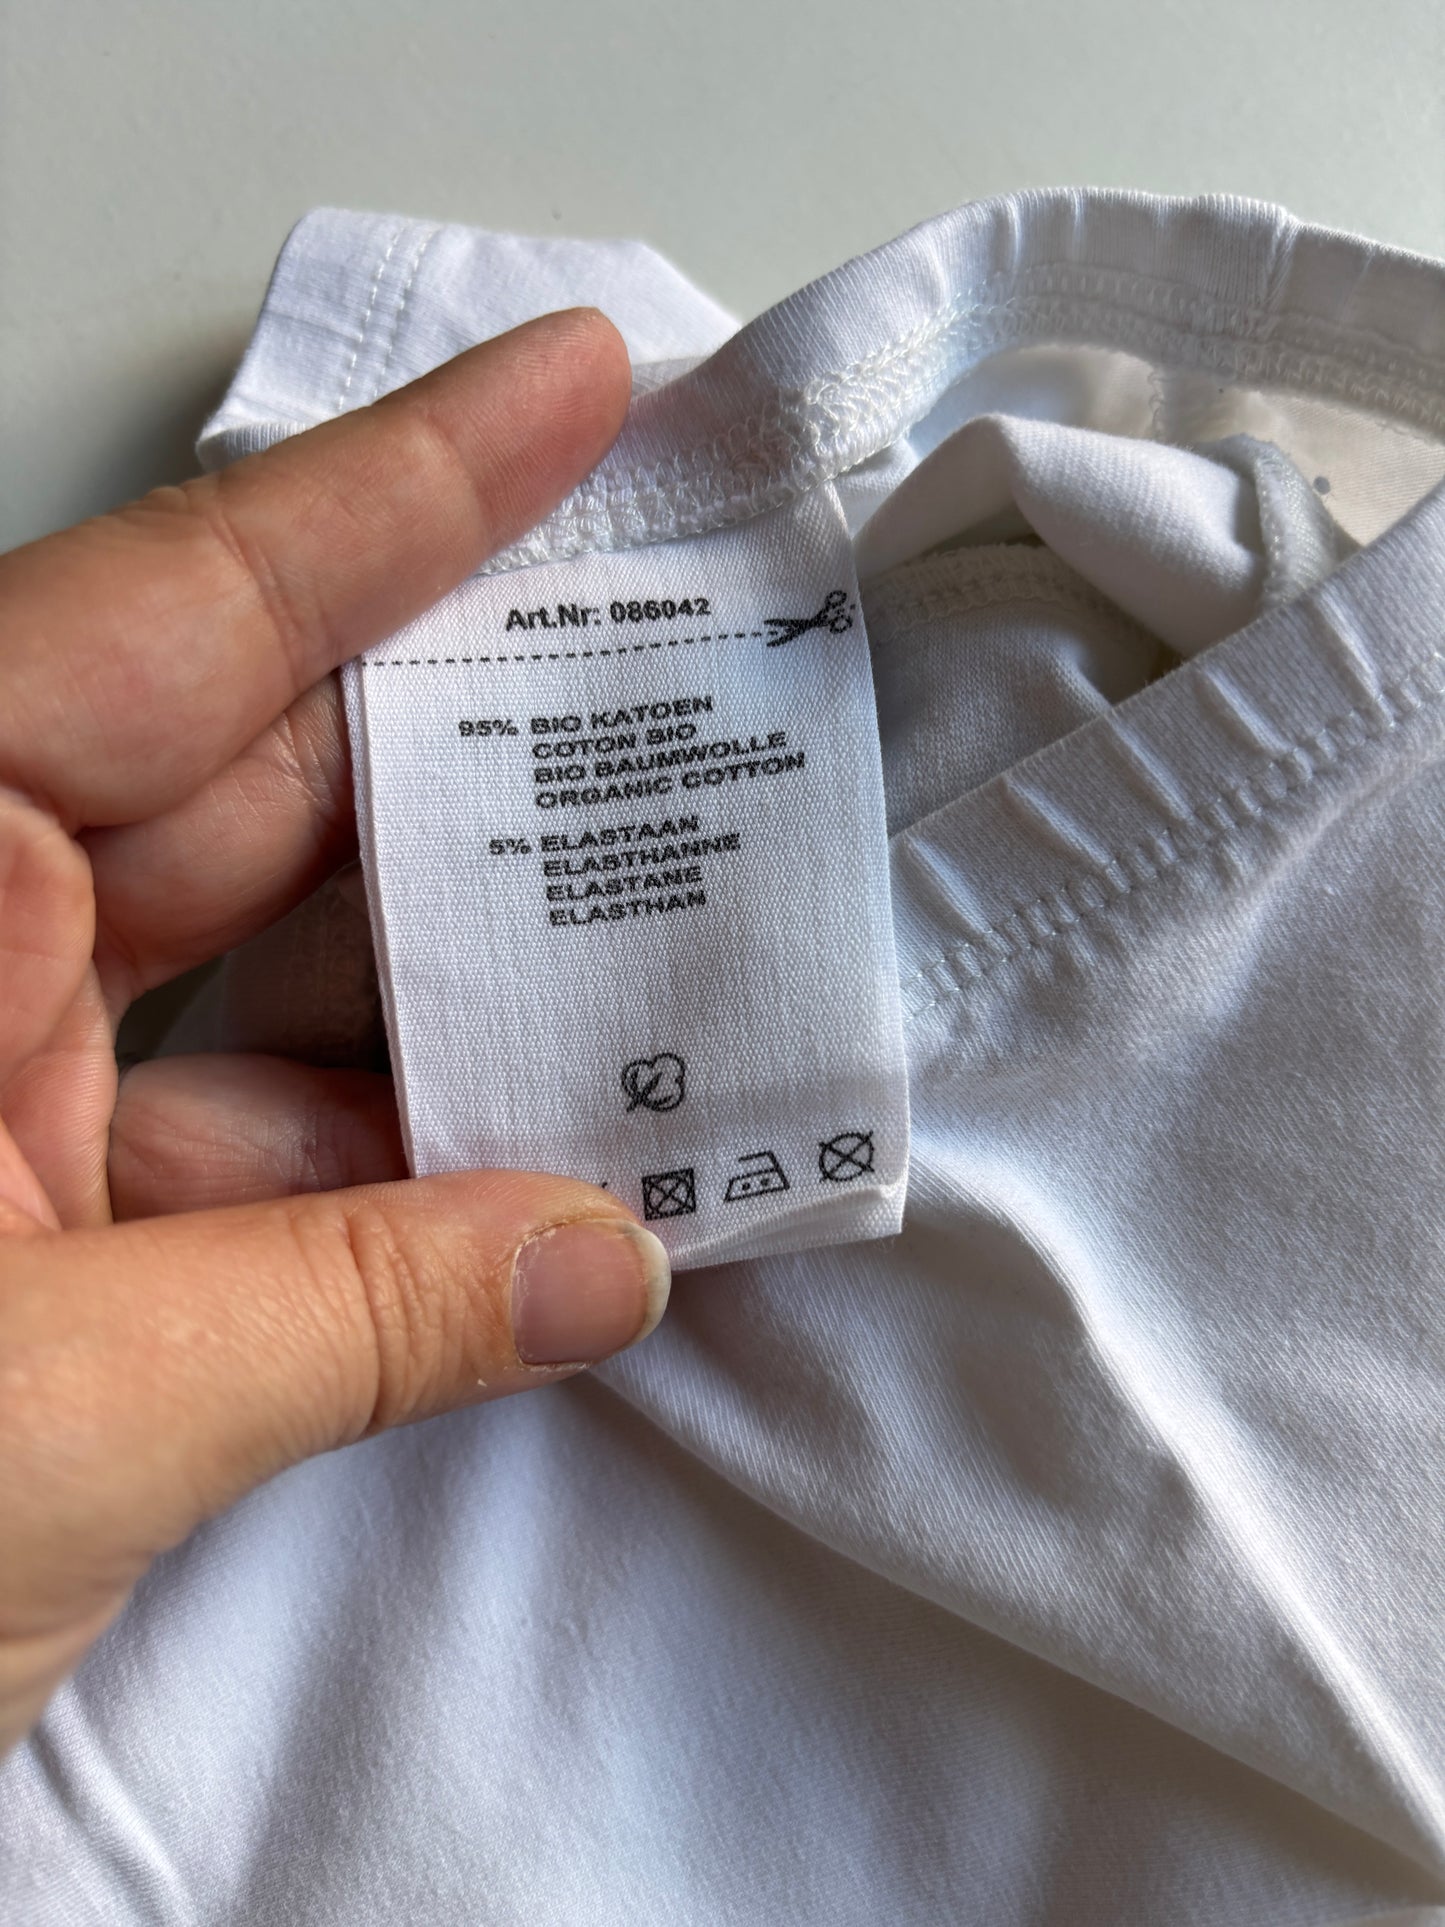 Art.Nr: 086042
95% BIO KATOEN
COTON BIO
BIO BAUMWOLLE
ORGANIC COTTON
5% ELASTAAN
ELASTHANNE
ELASTANE
ELASTHAN